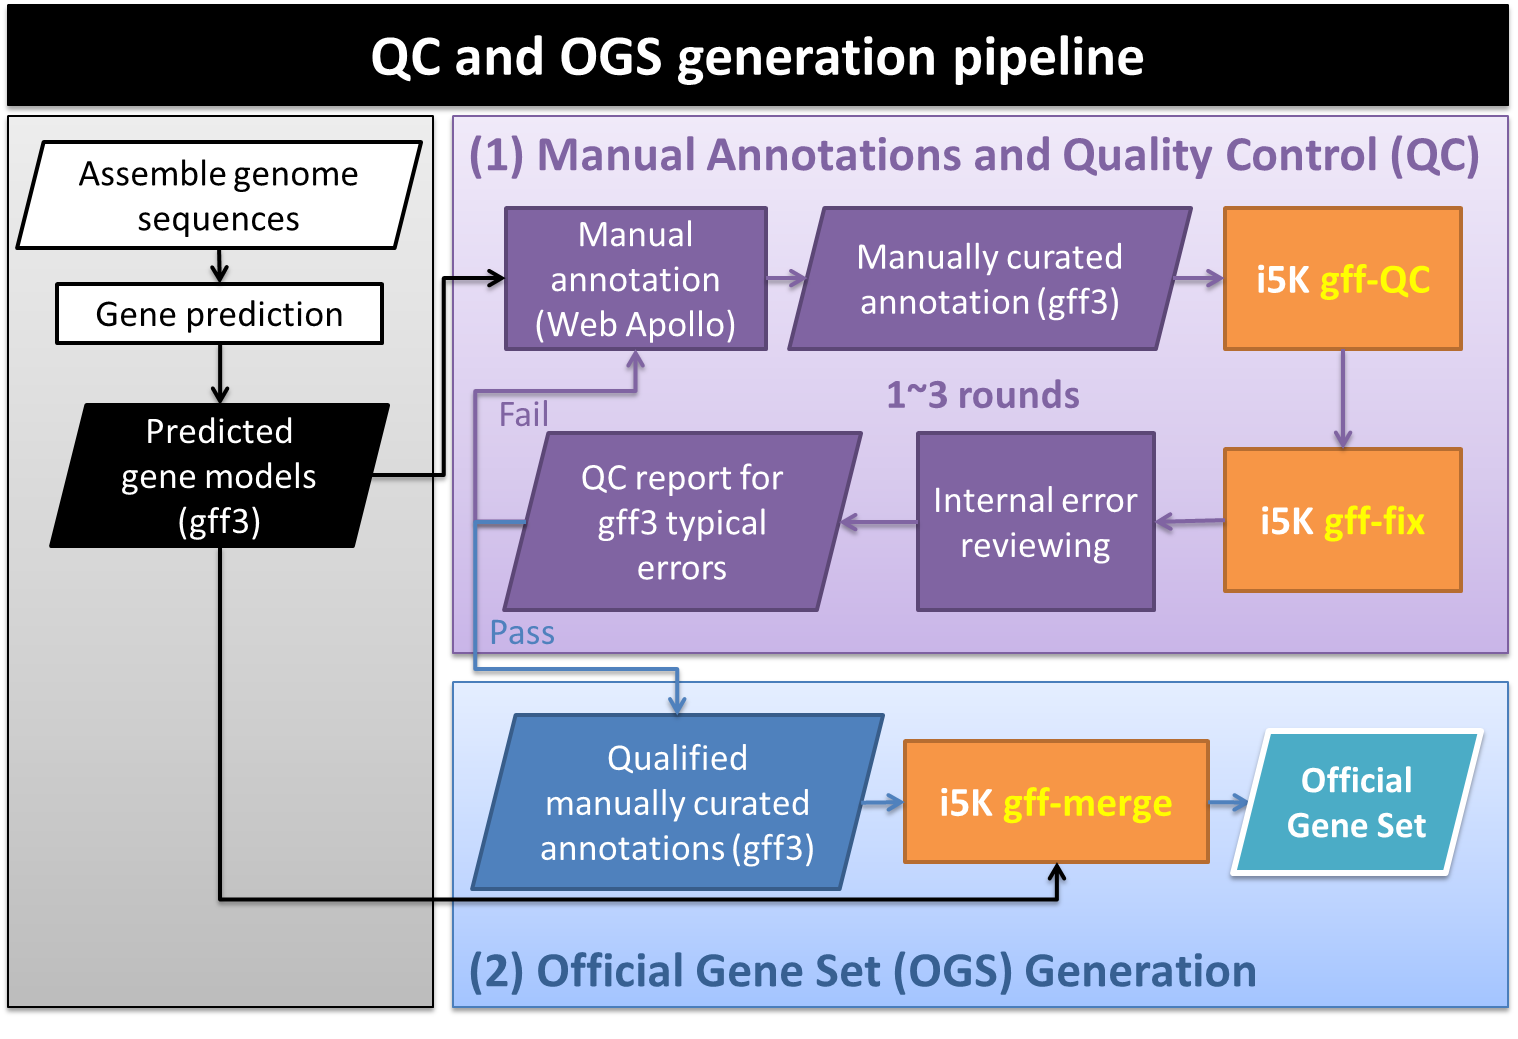 QC and OGS generation pipeline
Assemble genome
sequences
Gene prediction
Predicted
gene models
(gff3)
(1) Manual Annotations and Quality Control (QC)
Manual
annotation
(Web Apollo)
Manually curated
annotation (gff3)
i5K gff-QC
1~3 rounds
Fail
QC report for
gff3 typical
errors
Internal error
reviewing
i5K gff-fix
Pass
Qualified
manually curated
annotations (gff3)
i5K gff-merge
Official
Gene Set
(2) Official Gene Set (OGS) Generation